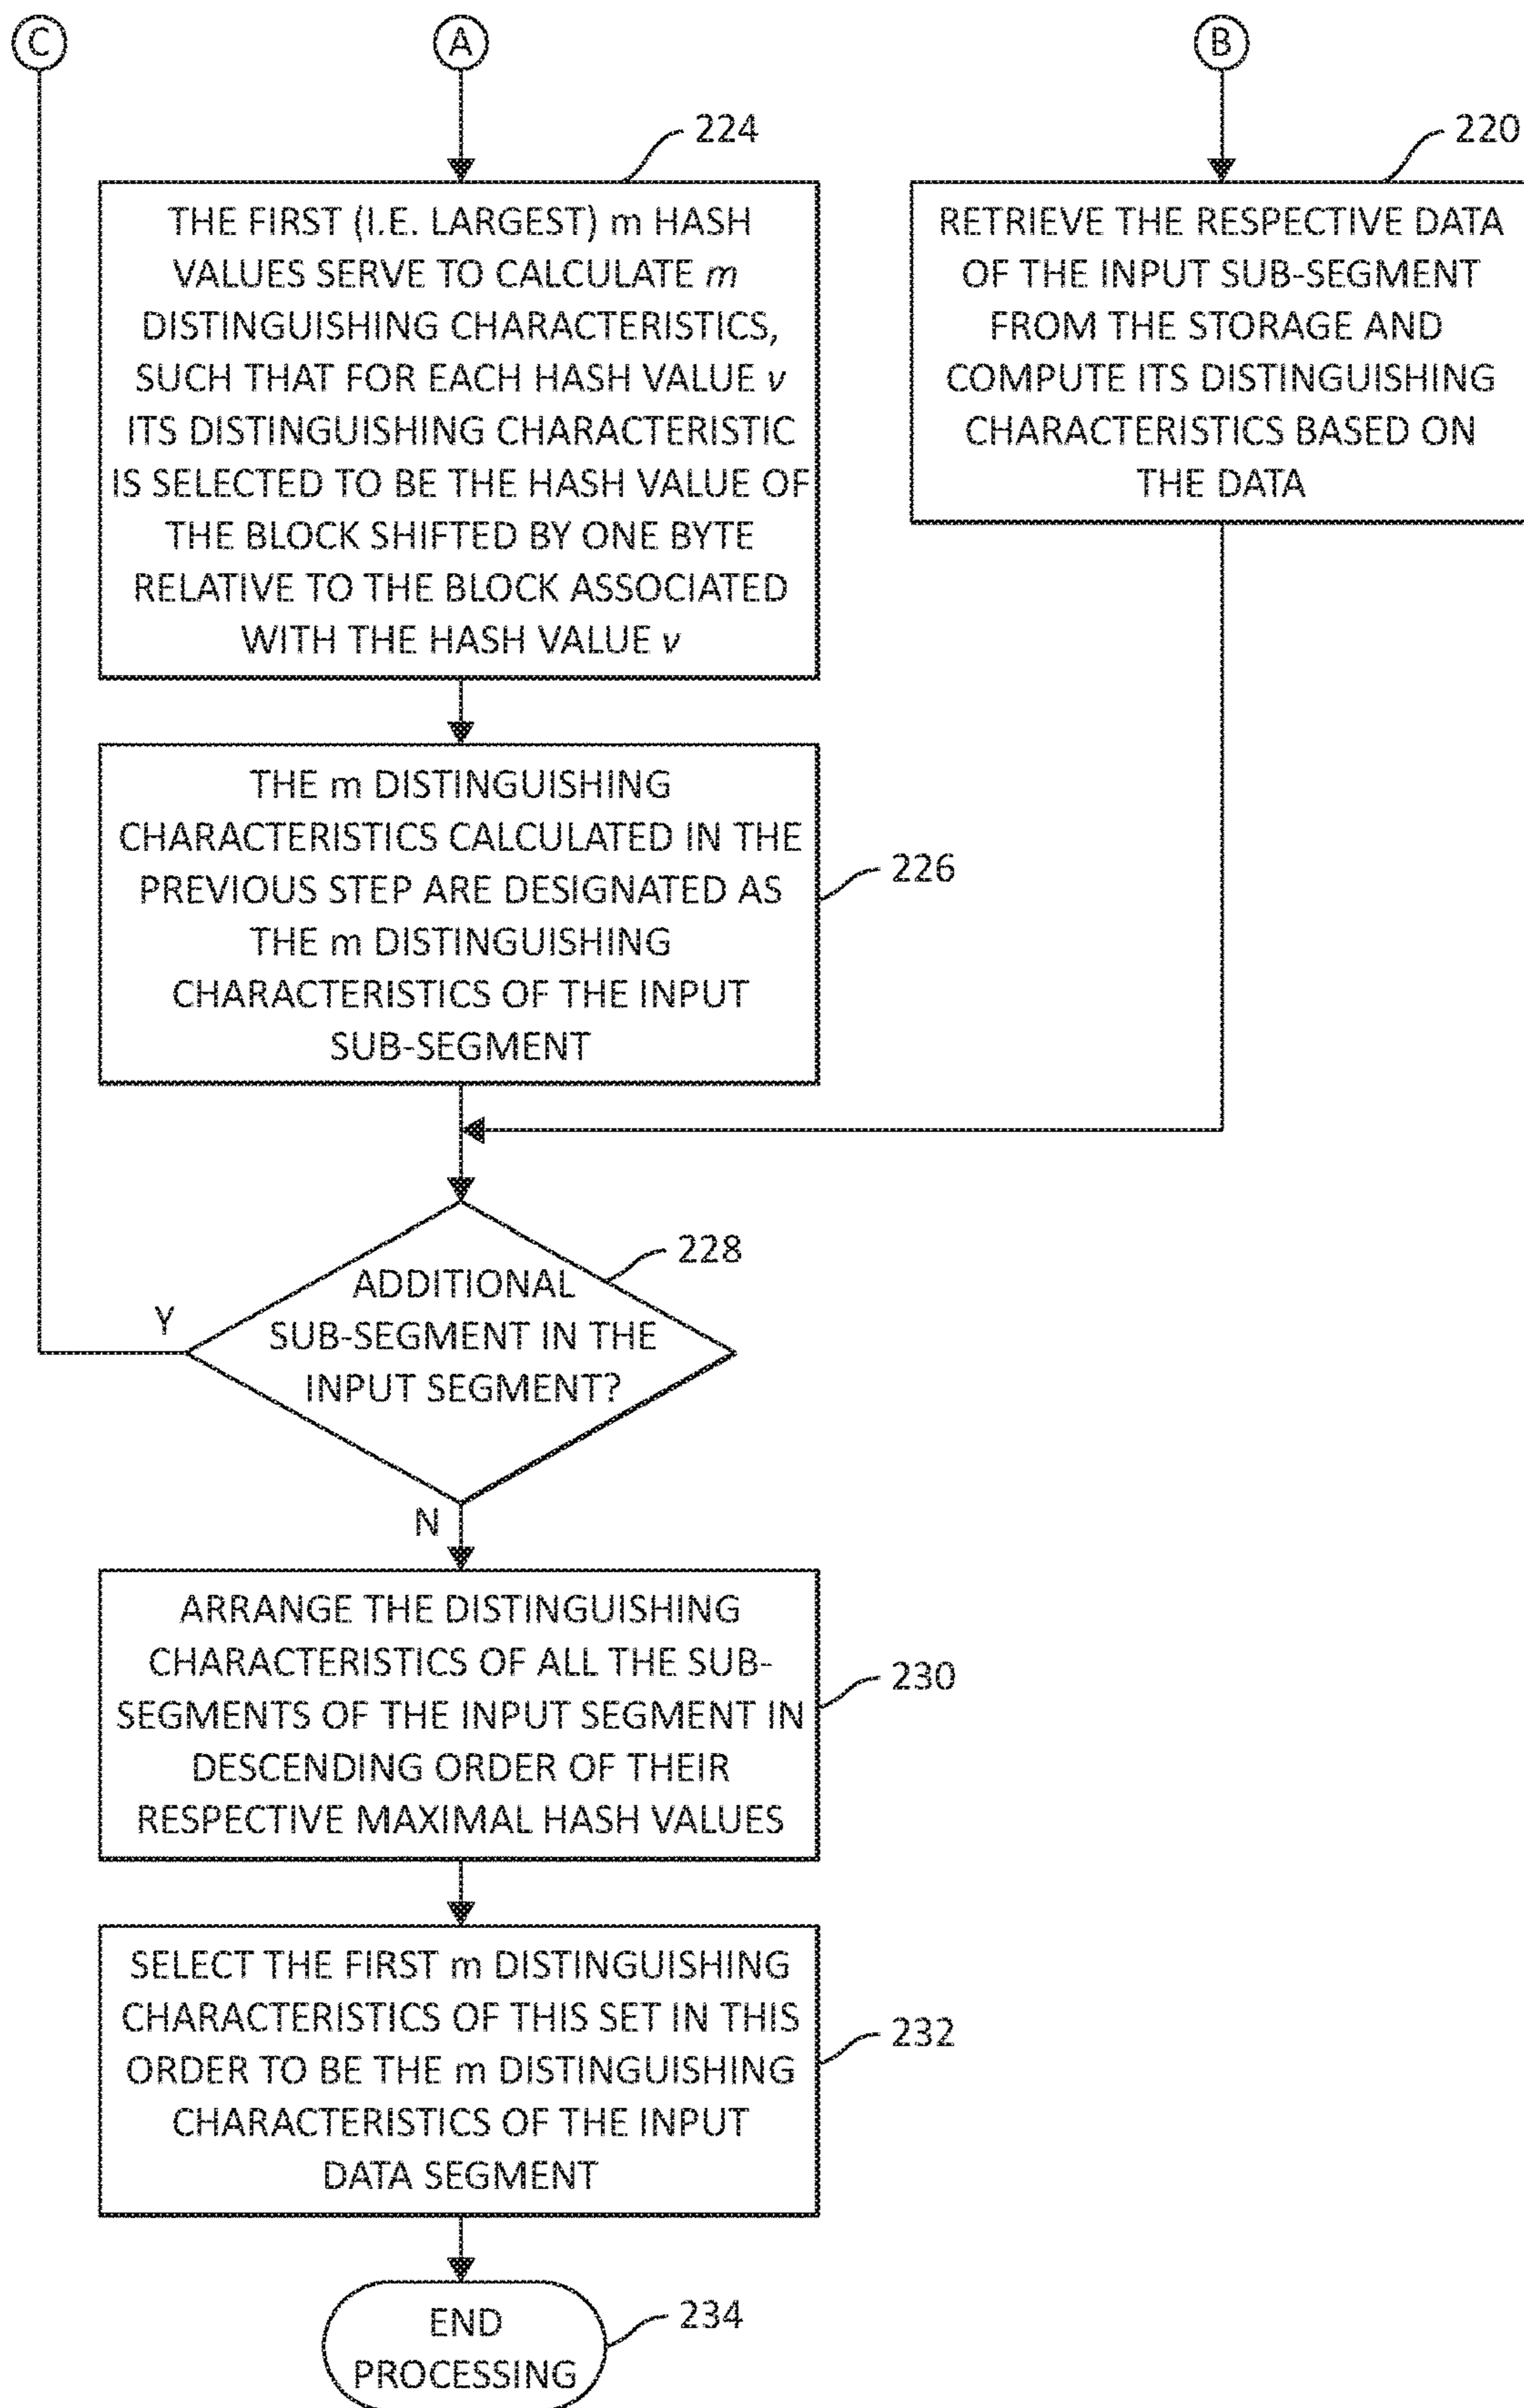 C
A
B
224
THE FIRST (I.E. LARGEST) m HASH
VALUES SERVE TO CALCULATE m
DISTINGUISHING CHARACTERISTICS,
SUCH THAT FOR EACH HASH VALUE v
ITS DISTINGUISHING CHARACTERISTIC
IS SELECTED TO BE THE HASH VALUE OF
THE BLOCK SHIFTED BY ONE BYTE
RELATIVE TO THE BLOCK ASSOCIATED
WITH THE HASH VALUE v
220
RETRIEVE THE RESPECTIVE DATA
OF THE INPUT SUB-SEGMENT
FROM THE STORAGE AND
COMPUTE ITS DISTINGUISHING
CHARACTERISTICS BASED ON
THE DATA
THE m DISTINGUISHING
CHARACTERISTICS CALCULATED IN THE
PREVIOUS STEP ARE DESIGNATED AS
THE m DISTINGUISHING
CHARACTERISTICS OF THE INPUT
SUB-SEGMENT
226
228
ADDITIONAL
SUB-SEGMENT IN THE
INPUT SEGMENT?
Y
N
ARRANGE THE DISTINGUISHING
CHARACTERISTICS OF ALL THE SUB-
SEGMENTS OF THE INPUT SEGMENT IN
DESCENDING ORDER OF THEIR
RESPECTIVE MAXIMAL HASH VALUES
230
SELECT THE FIRST m DISTINGUISHING
CHARACTERISTICS OF THIS SET IN THIS
ORDER TO BE THE m DISTINGUISHING
CHARACTERISTICS OF THE INPUT
DATA SEGMENT
232
END
PROCESSING
234